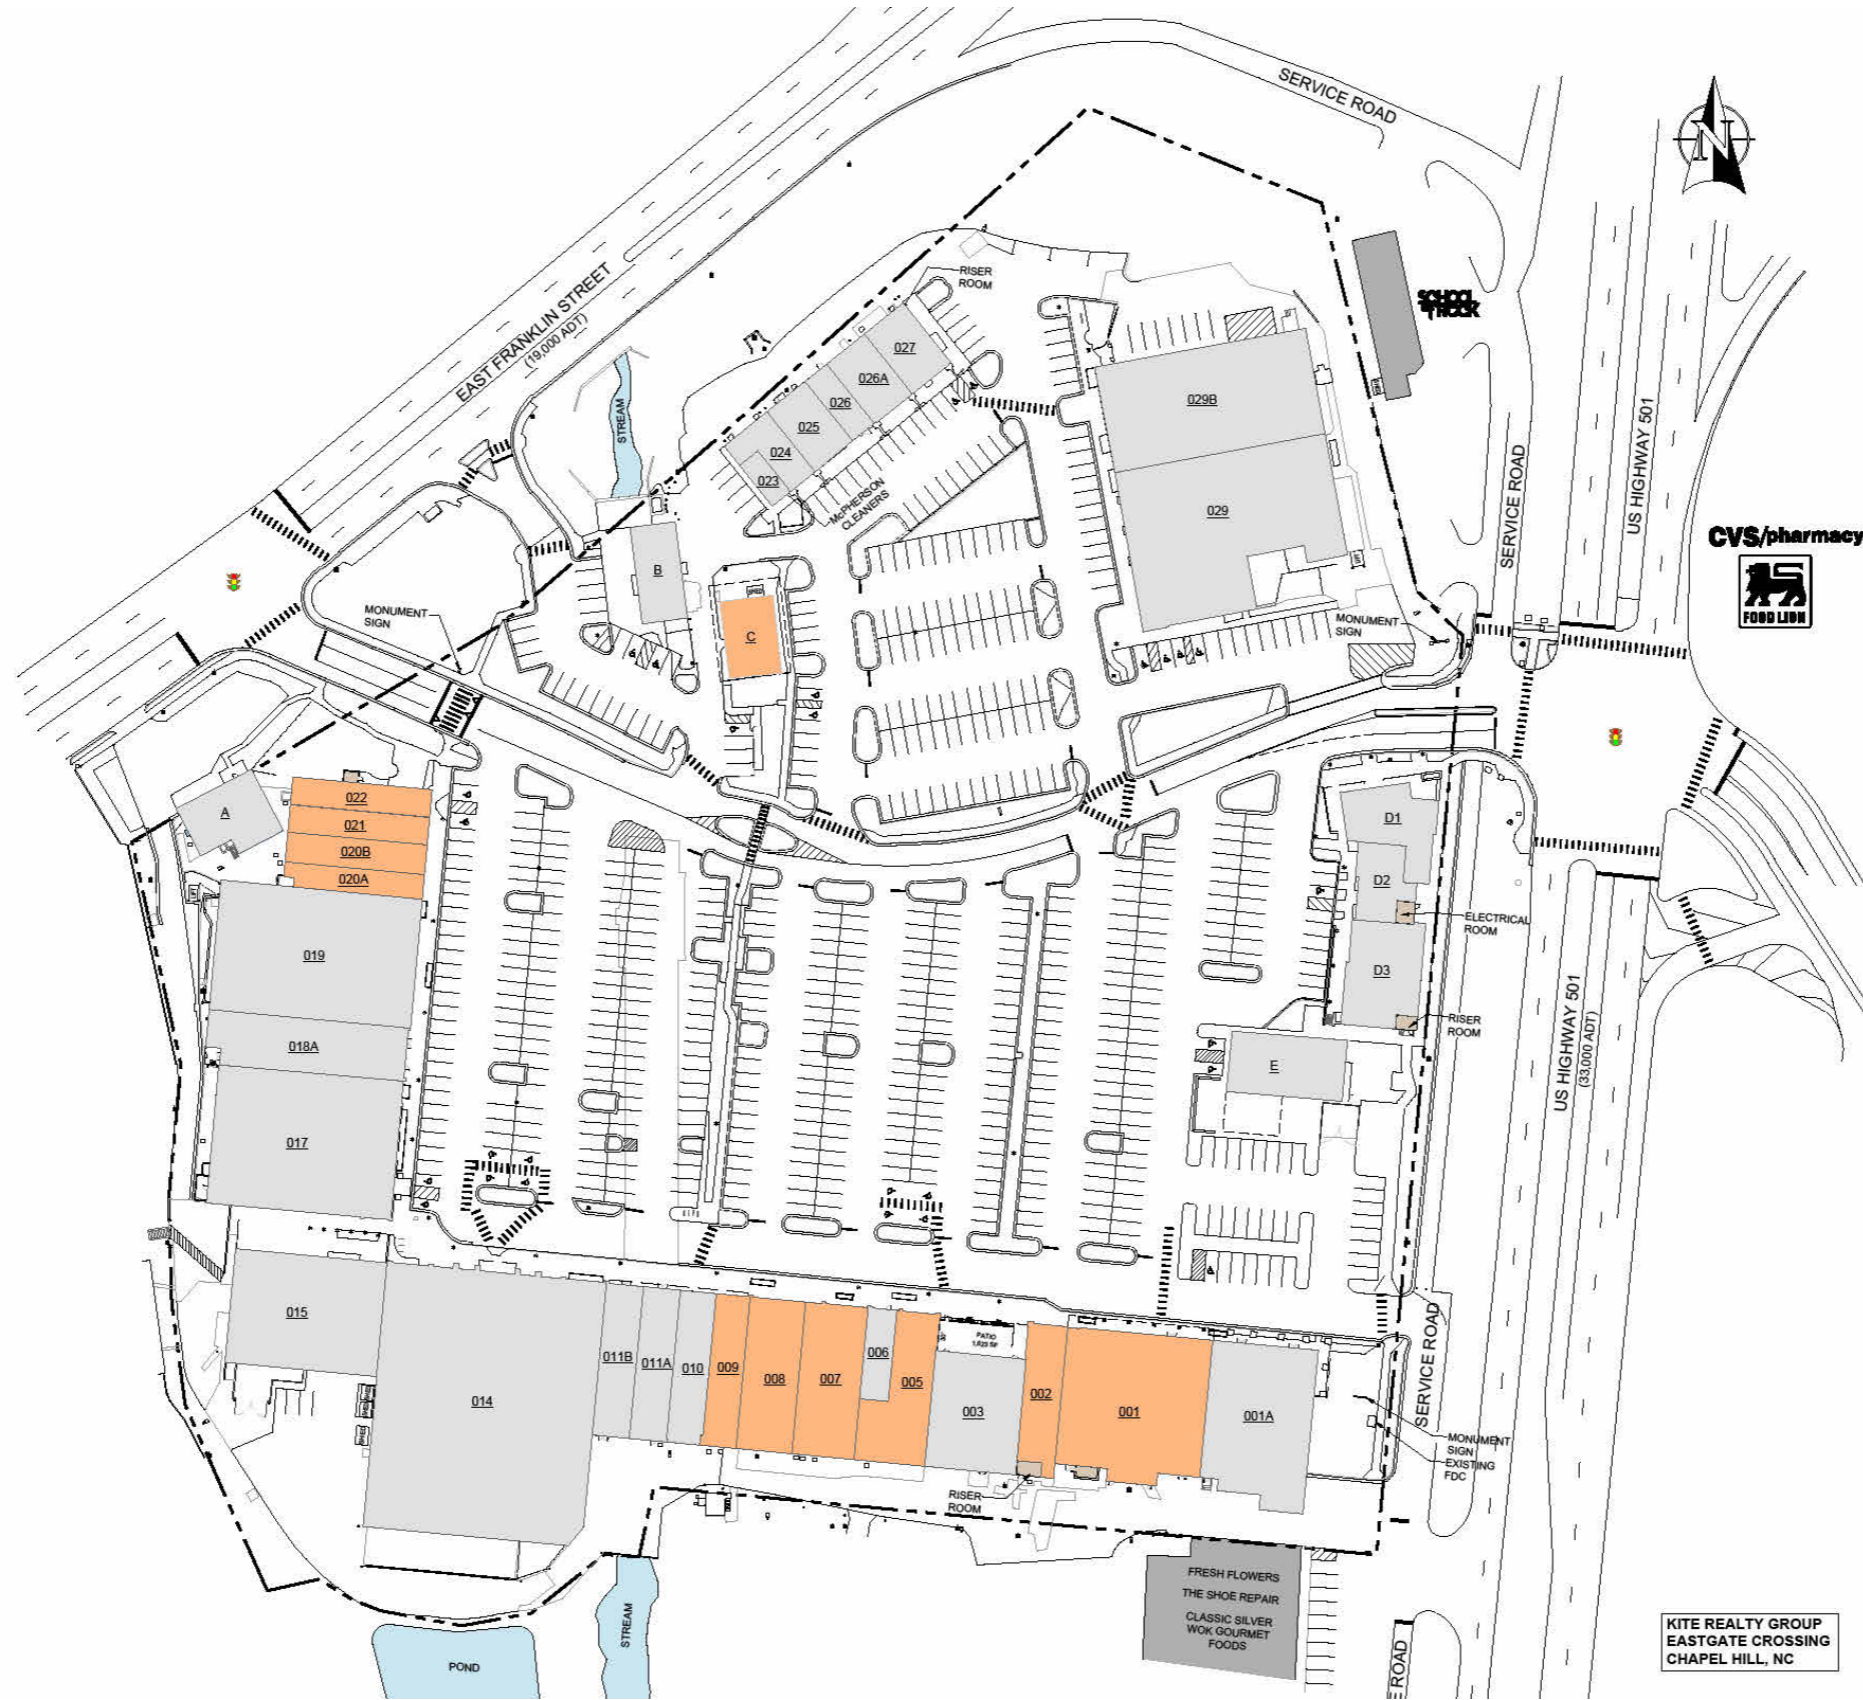 SERVICE ROAD
N
EAST FRANKLIN STREET
(19,000 ADT)
RISER
ROOM
SCHOOL
STREAM
027
026A
026
025
024
023
McPHERSON
CLEANERS
029B
029
US HIGHWAY 501
SERVICE ROAD
CVS/pharmacy
FOOD LION
B
C
MONUMENT
SIGN
MONUMENT
SIGN
A
022
021
020B
020A
019
018A
017
D1
D2
D3
ELECTRICAL
ROOM
RISER
ROOM
E
US HIGHWAY 501
(33,000 ADT)
015
014
011B
011A
010
009
008
007
006
005
PATIO
003
002
001
001A
SERVICE ROAD
MONUMENT
SIGN
EXISTING
FDC
RISER
ROOM
FRESH FLOWERS
THE SHOE REPAIR
CLASSIC SILVER
WOK GOURMET
FOODS
STREAM
POND
E ROAD
KITE REALTY GROUP
EASTGATE CROSSING
CHAPEL HILL, NC